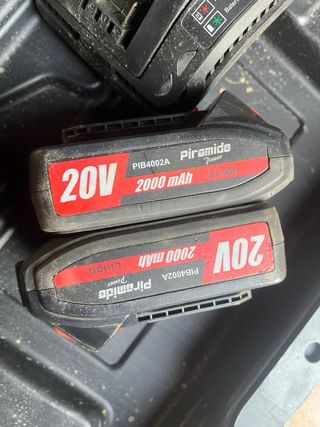 20V
PIB4002A
Piramide
Power
2000 mAh
Li-Ion
20V
PIB4002A
Piramide
Power
2000 mAh
Li-Ion